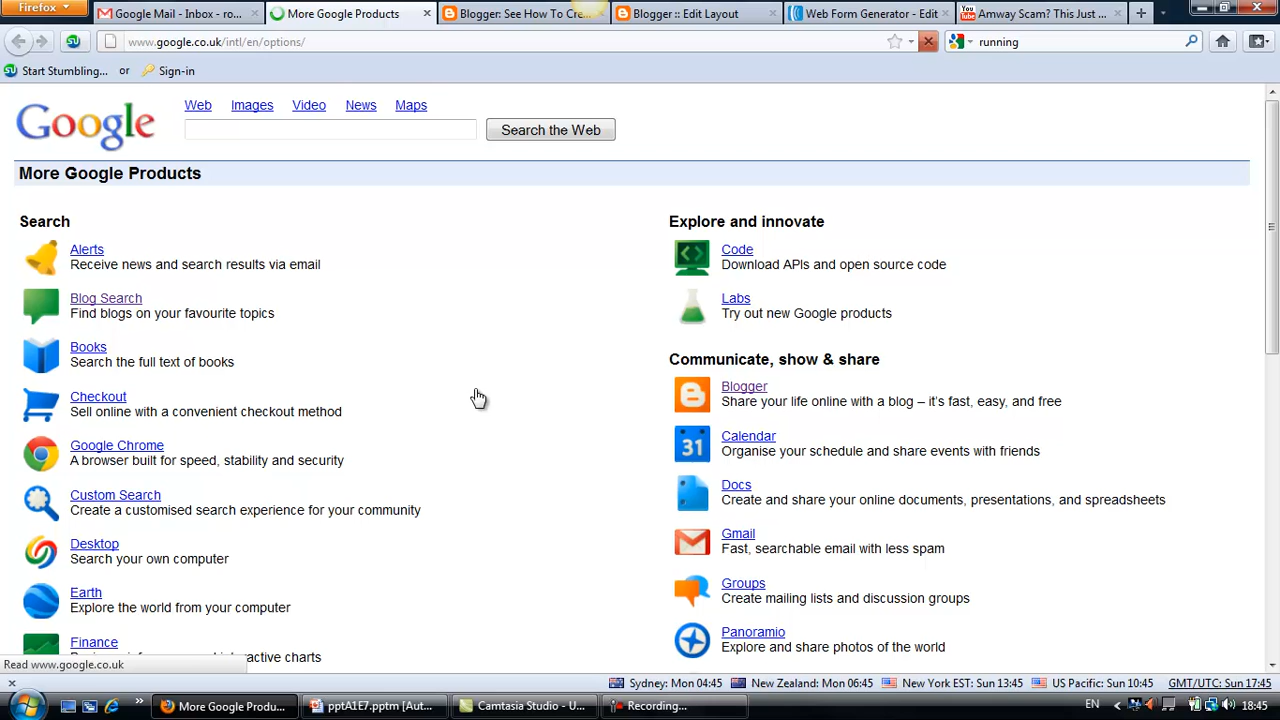 Firefox
Google Mail - Inbox - ro...
More Google Products
Blogger: See How To Cre...
Blogger :: Edit Layout
Web Form Generator - Edit
You Tube
Amway Scam? This Just ...
www.google.co.uk/intl/en/options/
running
Start Stumbling... or Sign-in
Google
Web Images Video News Maps
Search the Web
More Google Products
Search
Alerts
Receive news and search results via email
Blog Search
Find blogs on your favourite topics
Books
Search the full text of books
Checkout
Sell online with a convenient checkout method
Google Chrome
A browser built for speed, stability and security
Custom Search
Create a customised search experience for your community
Desktop
Search your own computer
Earth
Explore the world from your computer
Finance
interactive charts
Explore and innovate
Code
Download APIs and open source code
Labs
Try out new Google products
Communicate, show & share
Blogger
Share your life online with a blog – it's fast, easy, and free
31
Calendar
Organise your schedule and share events with friends
Docs
Create and share your online documents, presentations, and spreadsheets
Gmail
Fast, searchable email with less spam
Groups
Create mailing lists and discussion groups
Panoramio
Explore and share photos of the world
Read www.google.co.uk
Sydney: Mon 04:45 New Zealand: Mon 06:45 New York EST: Sun 13:45 US Pacific: Sun 10:45 GMT/UTC: Sun 17:45
More Google Produ...
pptA1E7.pptm [Aut...
Camtasia Studio - U...
Recording...
EN
18:45